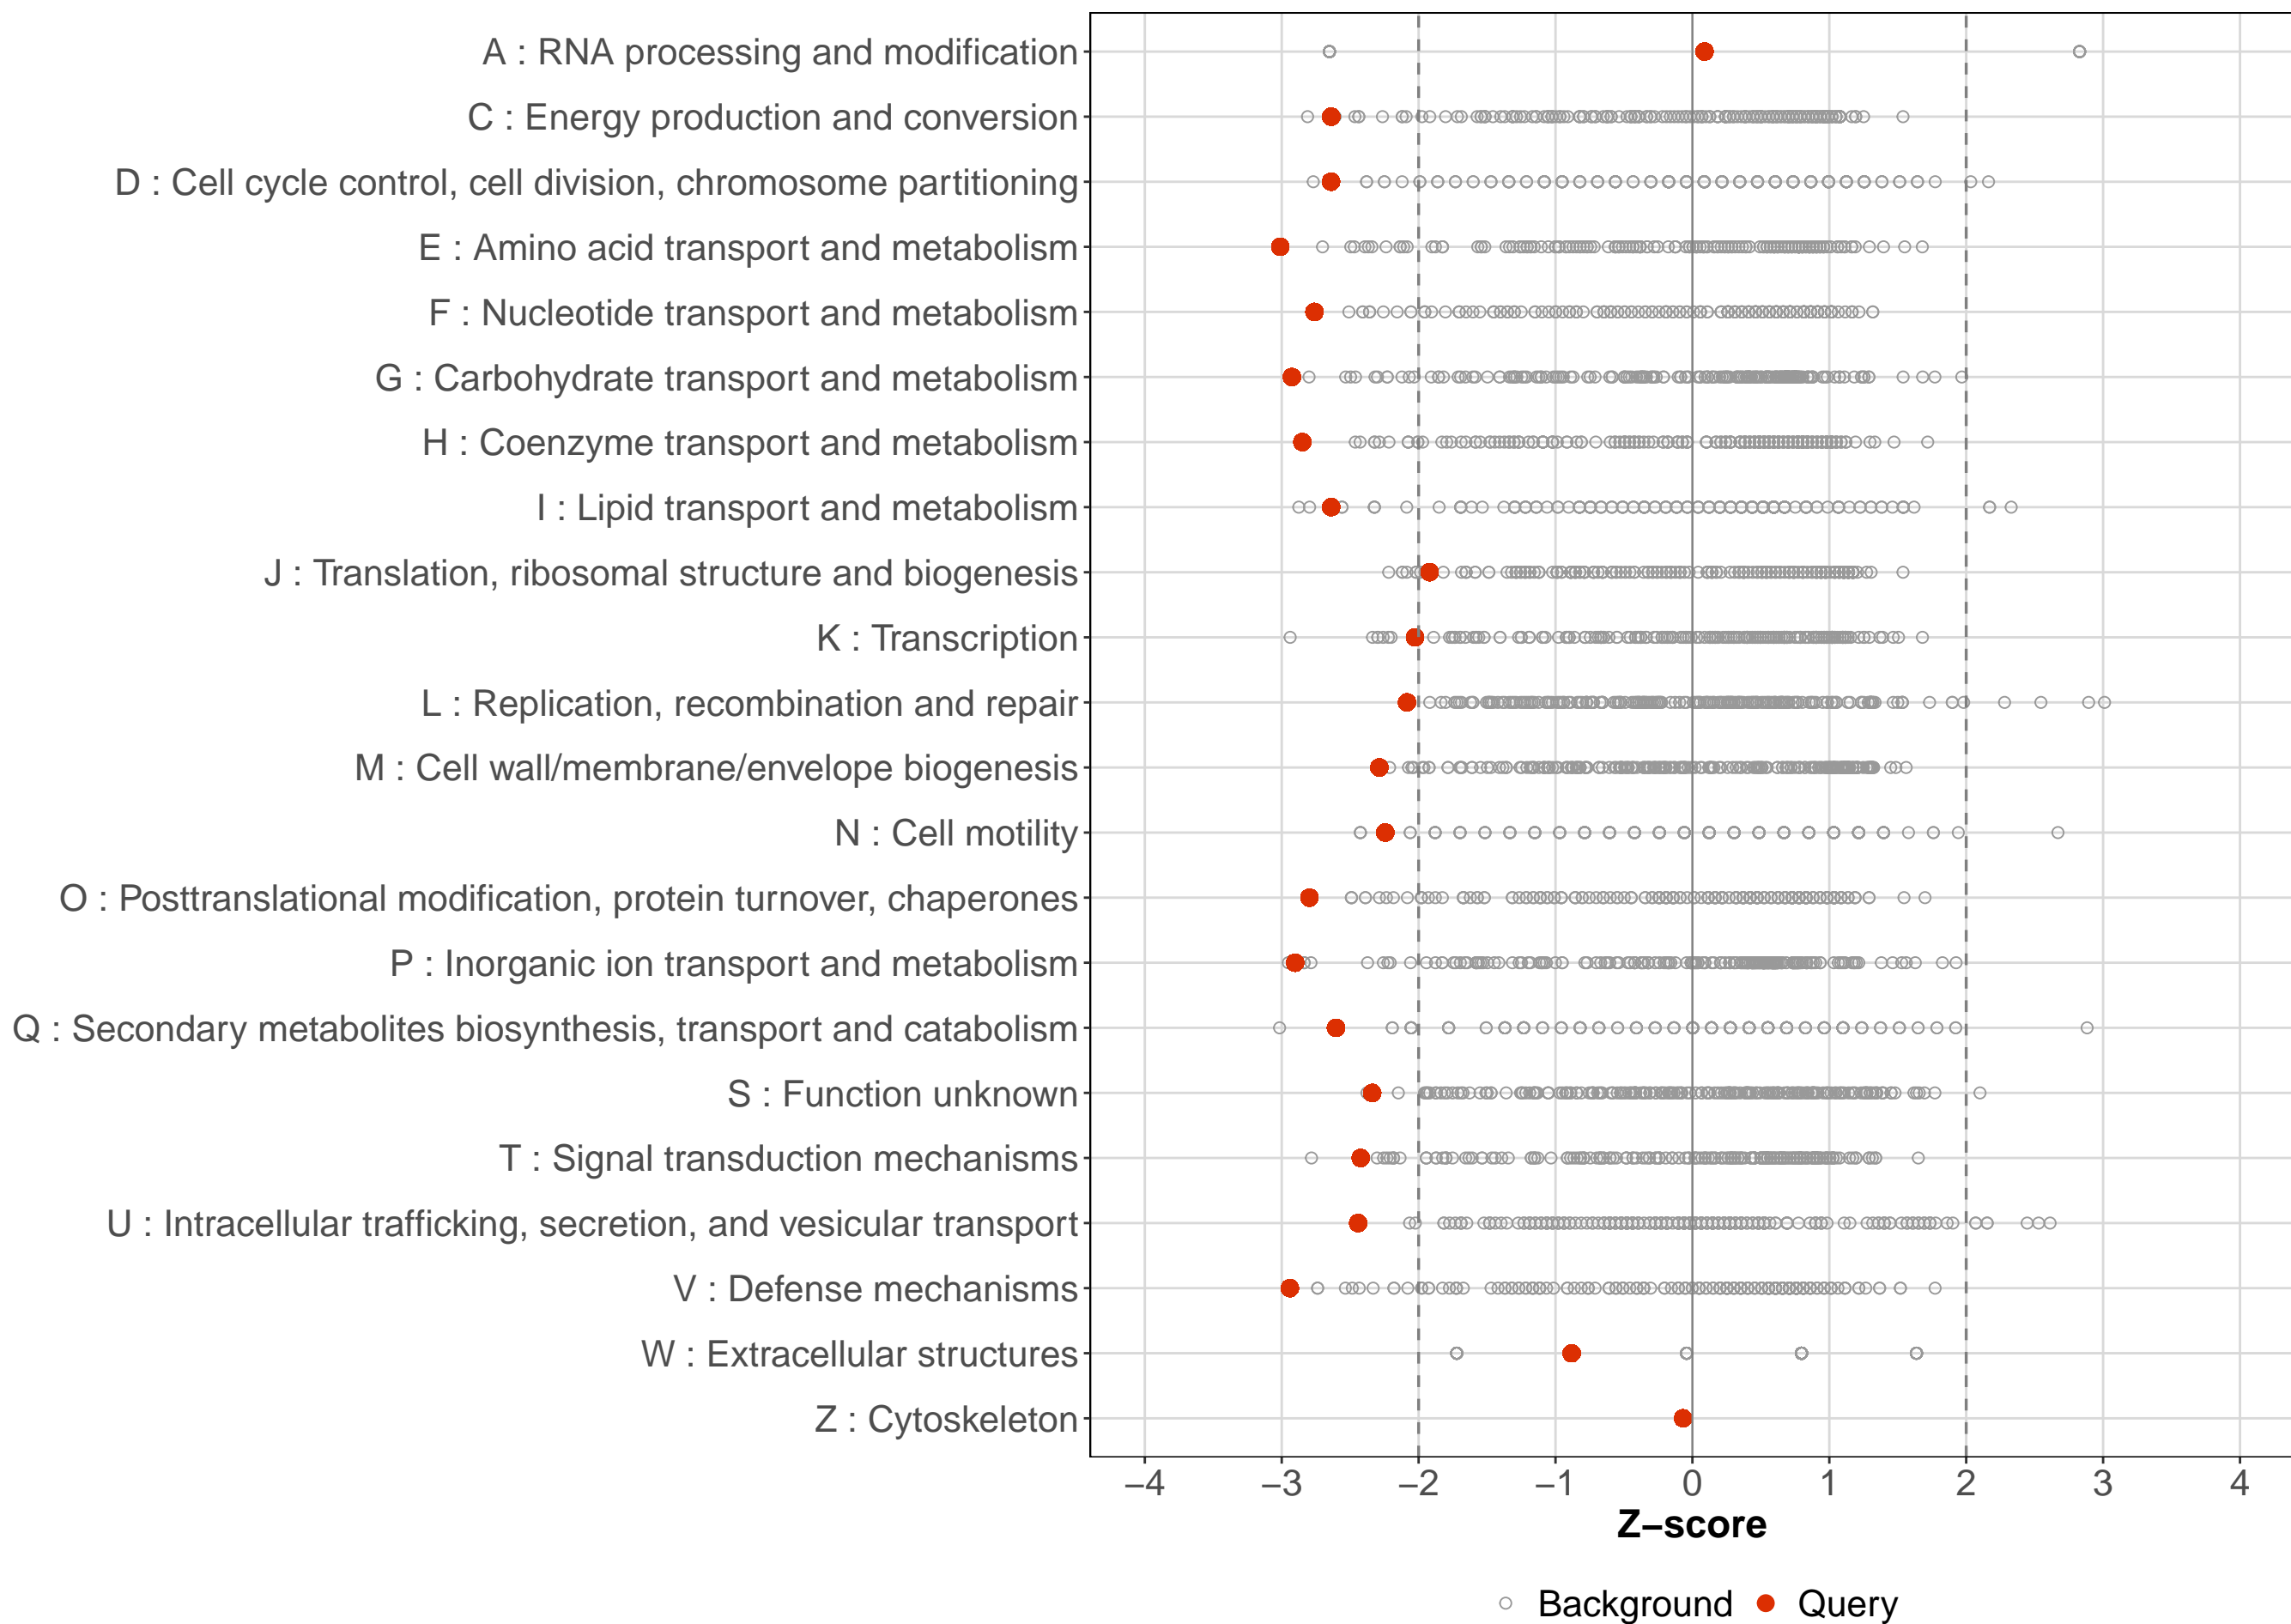 A : RNA processing and modification
C : Energy production and conversion
D : Cell cycle control, cell division, chromosome partitioning
E : Amino acid transport and metabolism
F : Nucleotide transport and metabolism
G : Carbohydrate transport and metabolism
H : Coenzyme transport and metabolism
I : Lipid transport and metabolism
J : Translation, ribosomal structure and biogenesis
K : Transcription
L : Replication, recombination and repair
M : Cell wall/membrane/envelope biogenesis
N : Cell motility
O : Posttranslational modification, protein turnover, chaperones
P : Inorganic ion transport and metabolism
Q : Secondary metabolites biosynthesis, transport and catabolism
S : Function unknown
T : Signal transduction mechanisms
U : Intracellular trafficking, secretion, and vesicular transport
V : Defense mechanisms
W : Extracellular structures
Z : Cytoskeleton
−4 −3 −2 −1 0 1 2 3 4
Z−score
Background Query